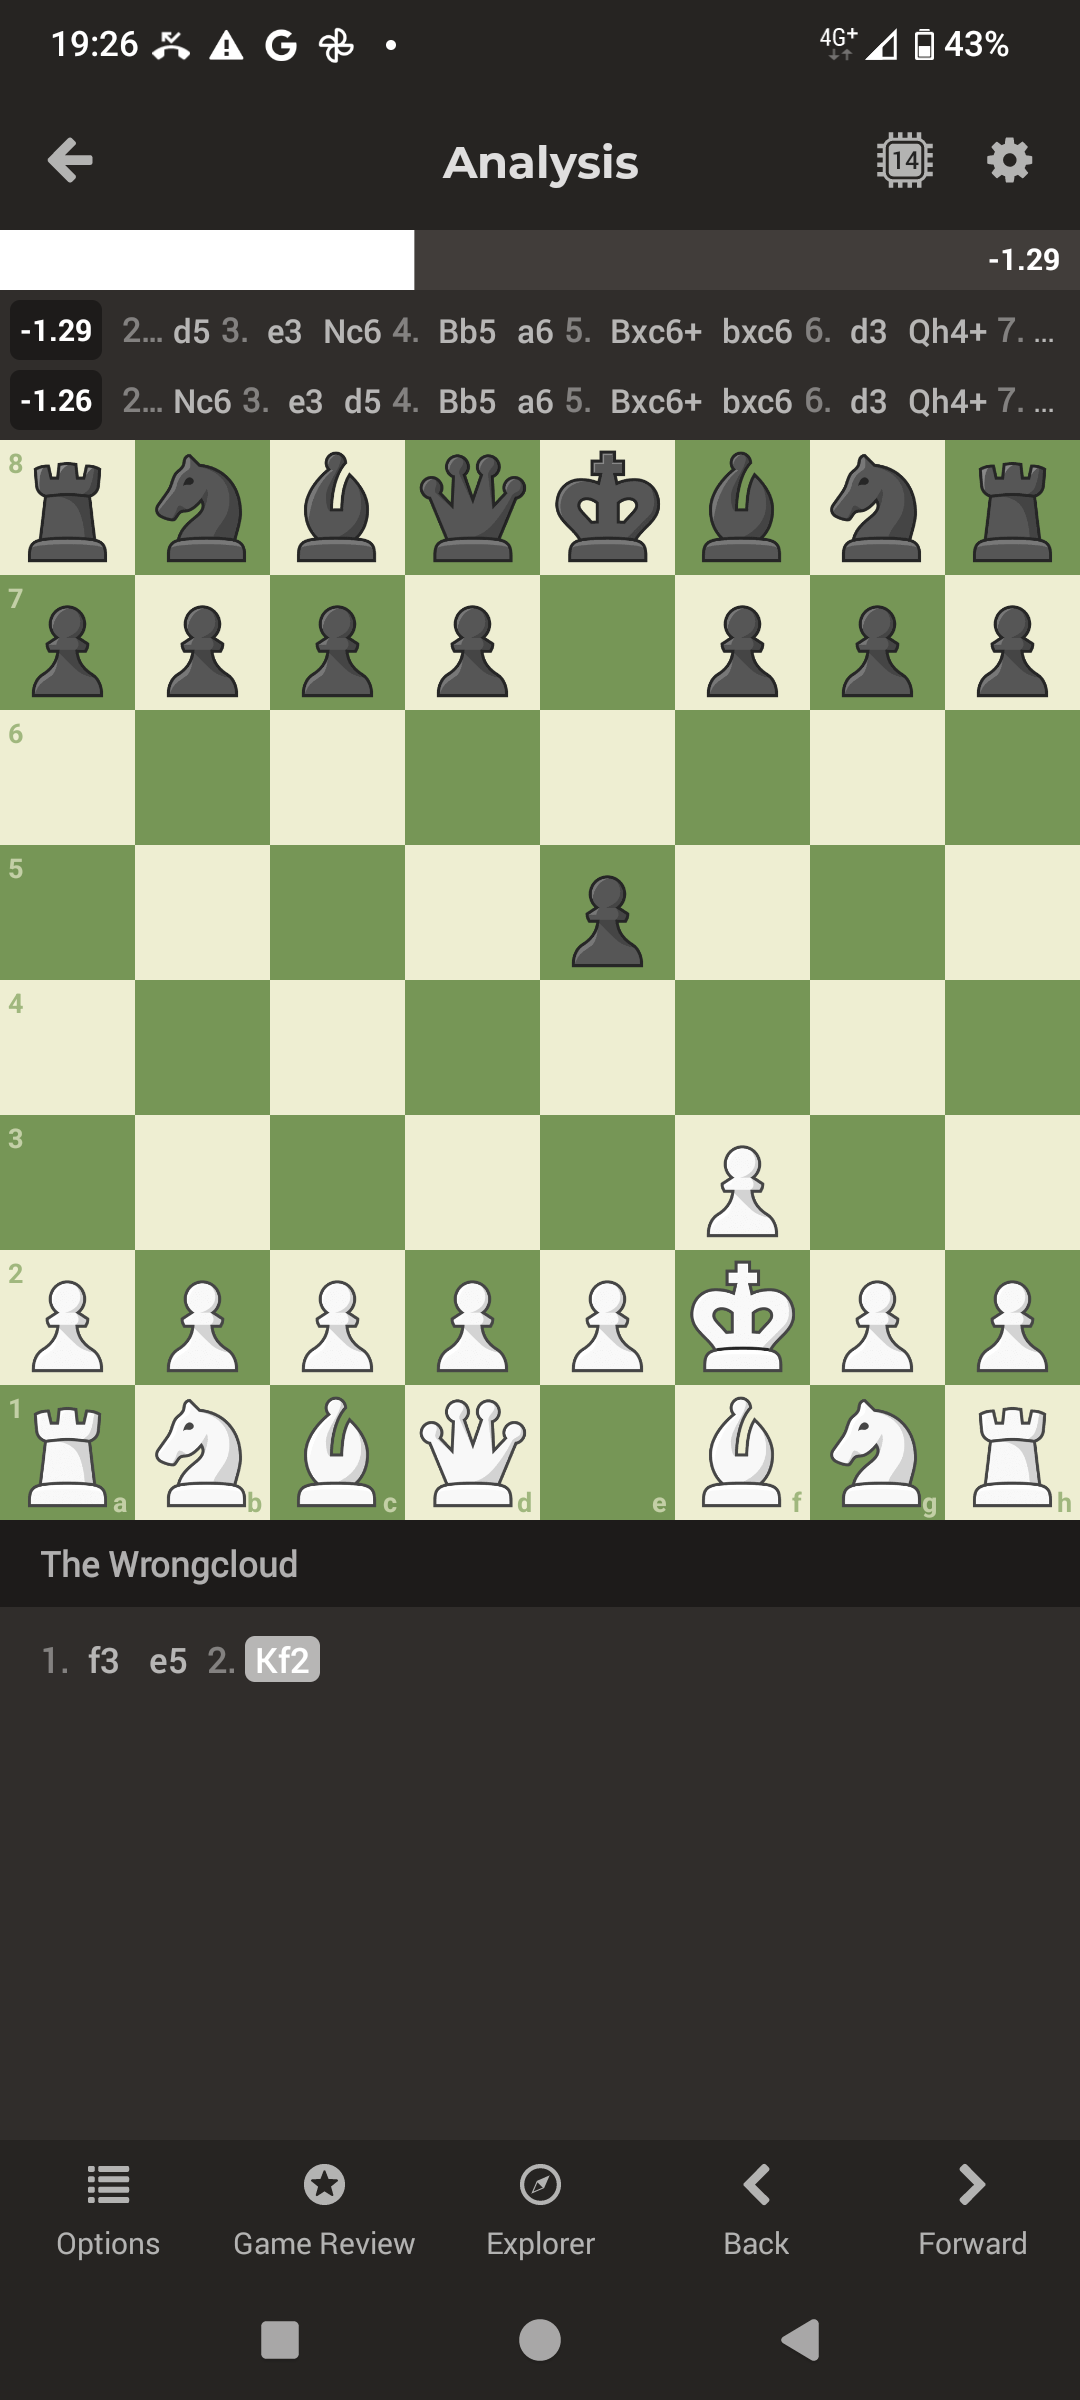 19:26 G 4G+ 43%
Analysis 14
-1.29
-1.29 2... d5 3. e3 Nc6 4. Bb5 a6 5. Bxc6+ bxc6 6. d3 Qh4+ 7. ...
-1.26 2... Nc6 3. e3 d5 4. Bb5 a6 5. Bxc6+ bxc6 6. d3 Qh4+ 7. ...
8
7
6
5
4
3
2
1
a b c d e f g h
The Wrongcloud
1. f3 e5 2. Kf2
Options Game Review Explorer Back Forward